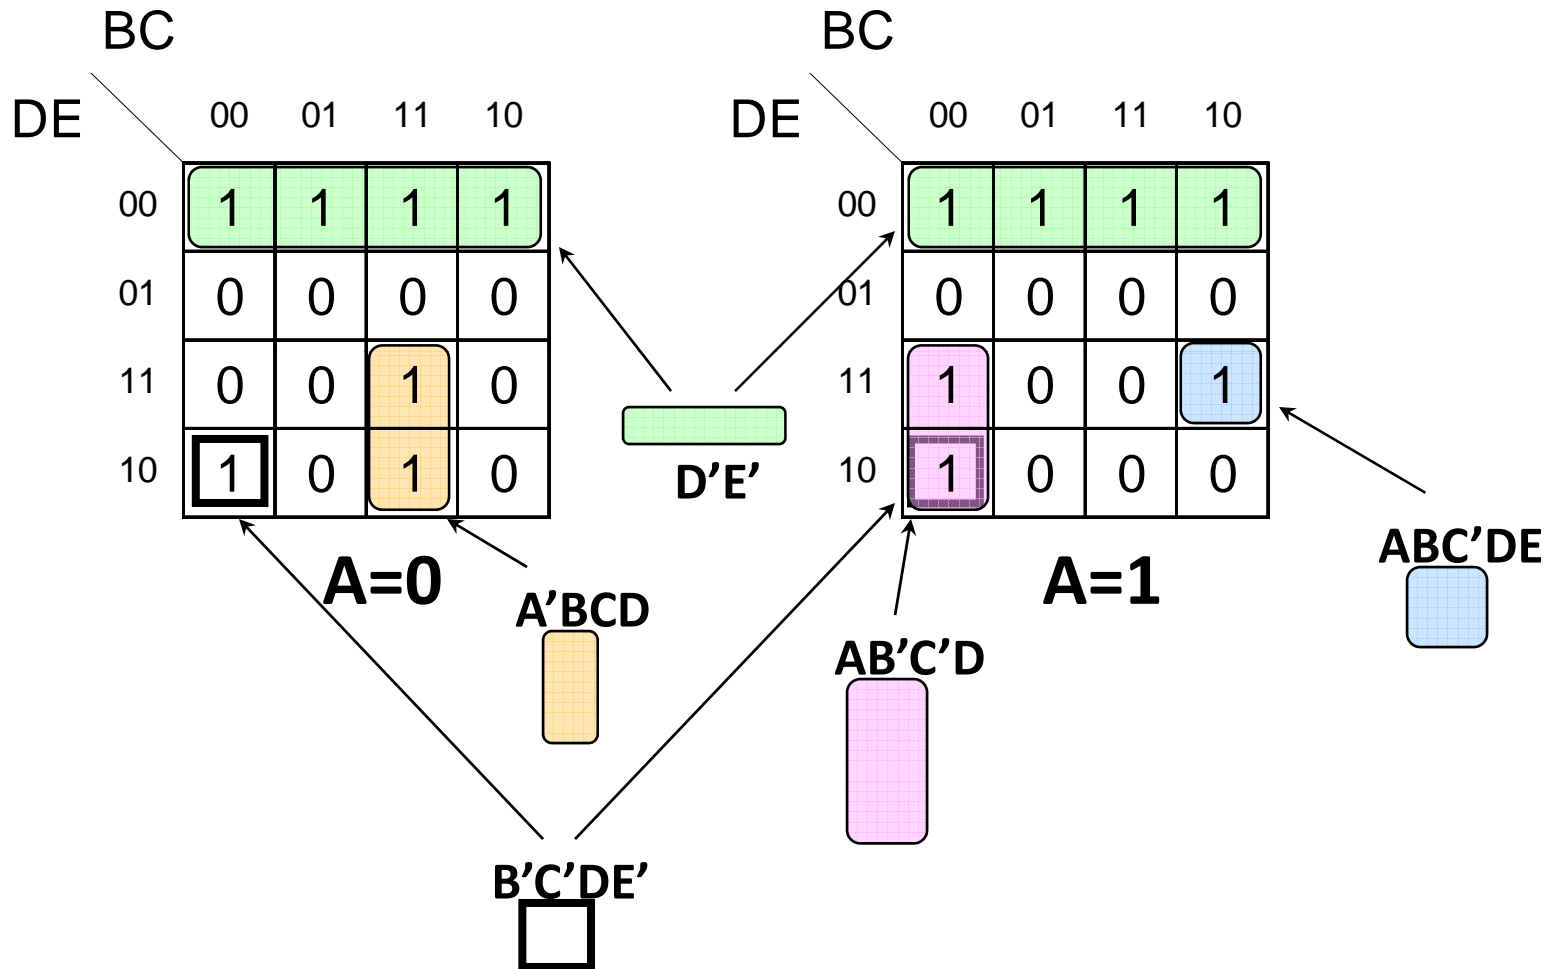 BC
BC
DE 00 01 11 10
DE 00 01 11 10
00 1 1 1 1
01 0 0 0 0
11 0 0 1 0
10 1 0 1 0
00 1 1 1 1
01 0 0 0 0
11 1 0 0 1
10 1 0 0 0
D’E’
A=0
A=1
ABC’DE
A’BCD
AB’C’D
B’C’DE’